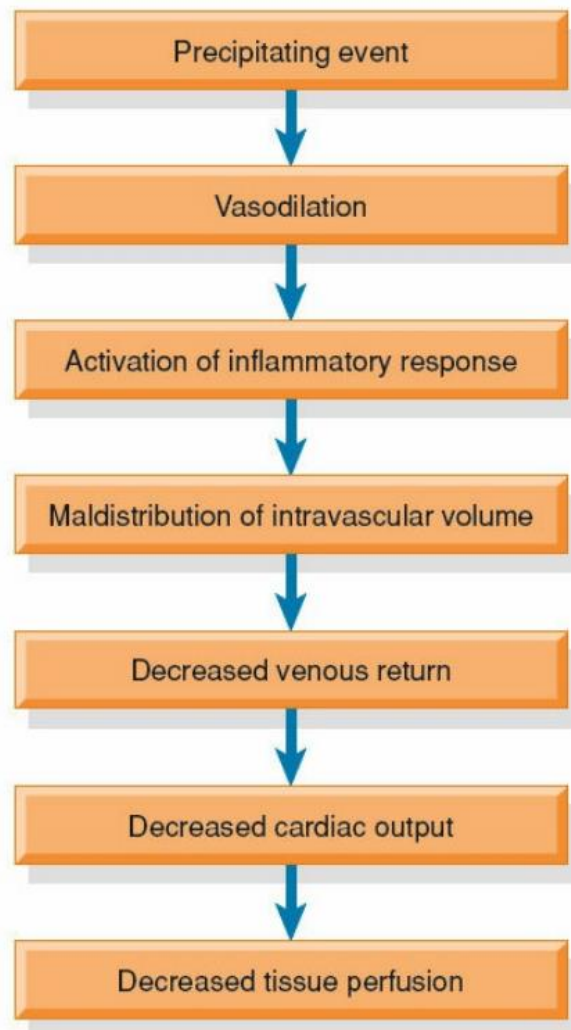 Precipitating event
Vasodilation
Activation of inflammatory response
Maldistribution of intravascular volume
Decreased venous return
Decreased cardiac output
Decreased tissue perfusion